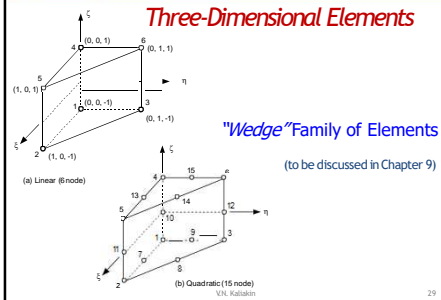 Three-Dimensional Elements
ζ
4 (0, 0, 1)
6
(0, 1, 1)
5
(1, 0, 1)
η
1 (0, 0, -1)
3
(0, 1, -1)
ξ
2 (1, 0, -1)
(a) Linear (6 node)
"Wedge" Family of Elements
(to be discussed in Chapter 9)
ζ
4 15
13
14
5
10
12
η
11
1 9 3
7
8
ξ
2
(b) Quadratic (15 node)
V.N. Kaliakin
29